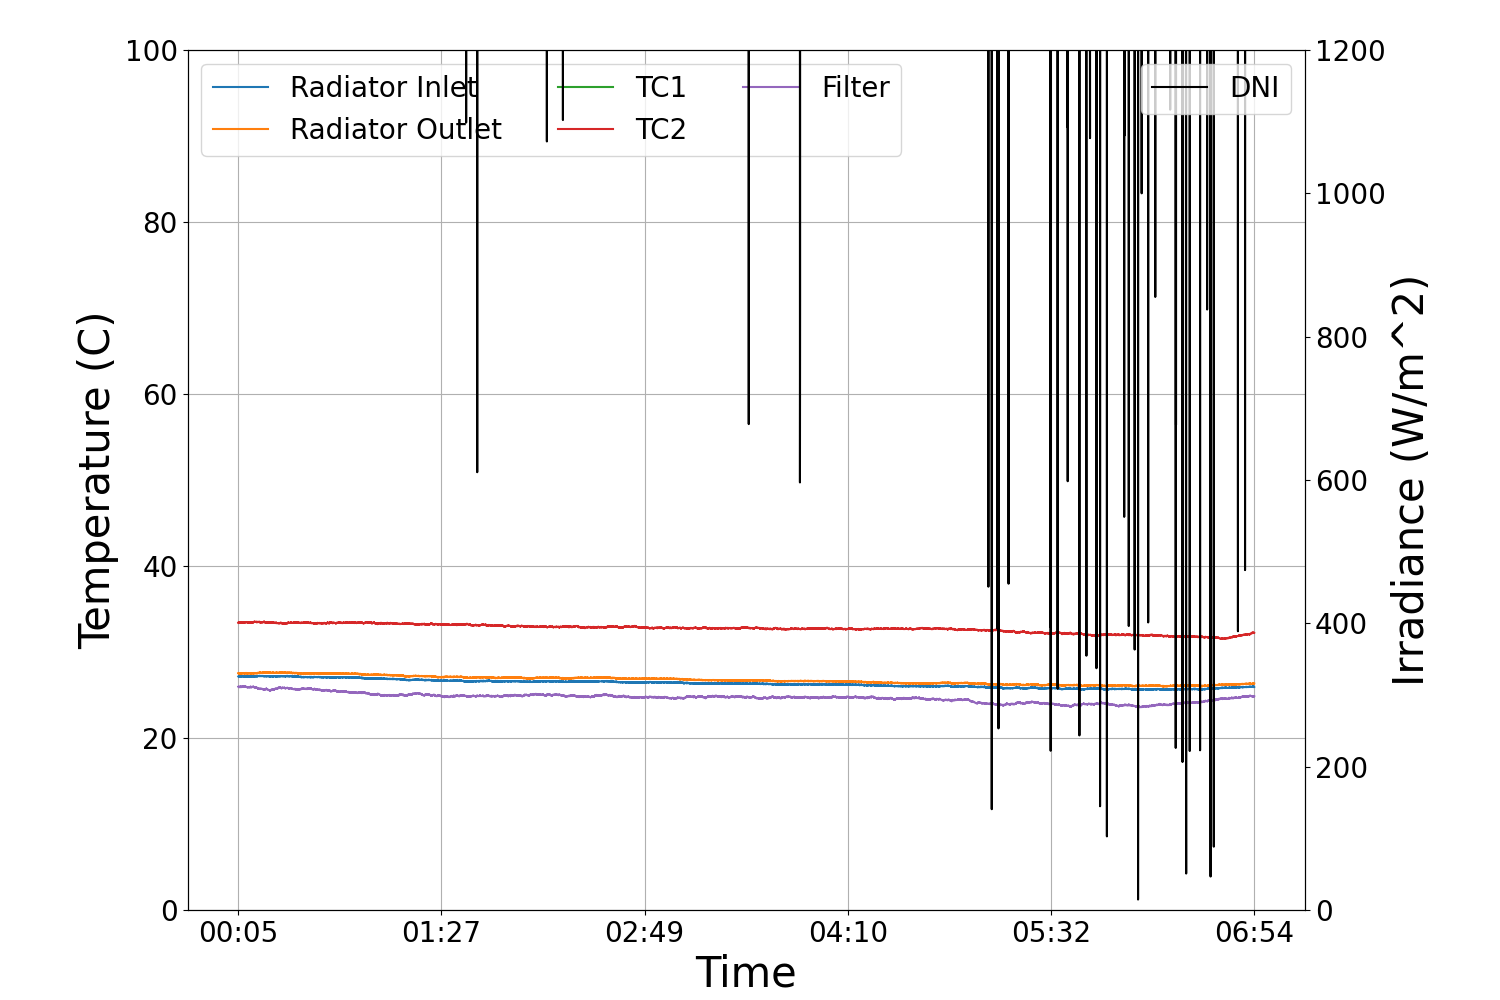 100
80
60
40
20
0
Temperature (C)
Radiator Inlet
Radiator Outlet
TC1
TC2
Filter
DNI
1200
1000
800
600
400
200
0
Irradiance (W/m^2)
00:05 01:27 02:49 04:10 05:32 06:54
Time